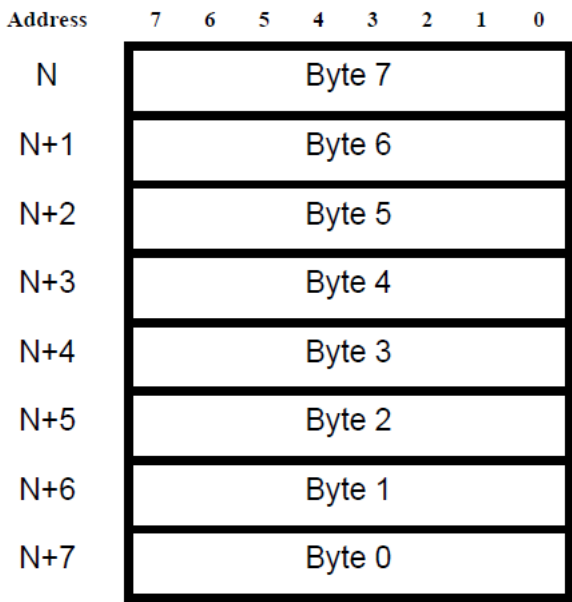 Address 7 6 5 4 3 2 1 0
N Byte 7
N+1 Byte 6
N+2 Byte 5
N+3 Byte 4
N+4 Byte 3
N+5 Byte 2
N+6 Byte 1
N+7 Byte 0